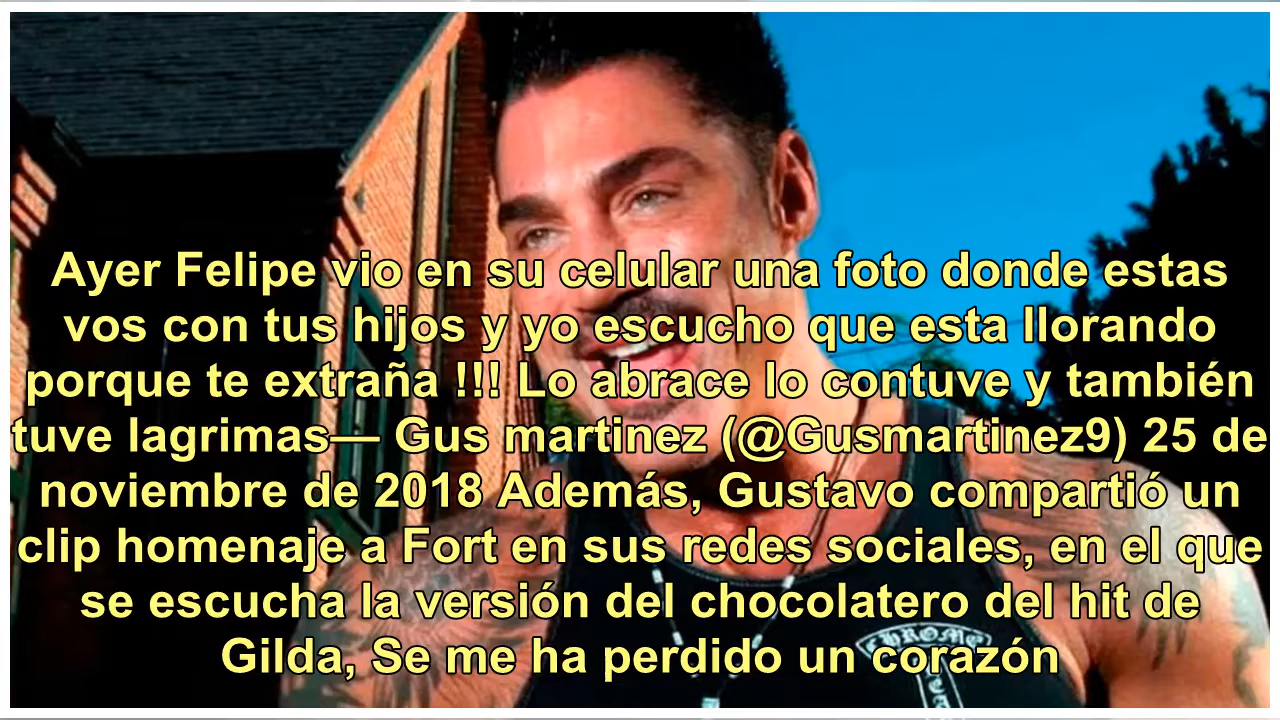 Ayer Felipe vio en su celular una foto donde estas
vos con tus hijos y yo escucho que esta llorando
porque te extraña !!! Lo abrace lo contuve y también
tuve lagrimas— Gus martinez (@Gusmartinez9) 25 de
noviembre de 2018 Además, Gustavo compartió un
clip homenaje a Fort en sus redes sociales, en el que
se escucha la versión del chocolatero del hit de
Gilda, Se me ha perdido un corazón
CHROME